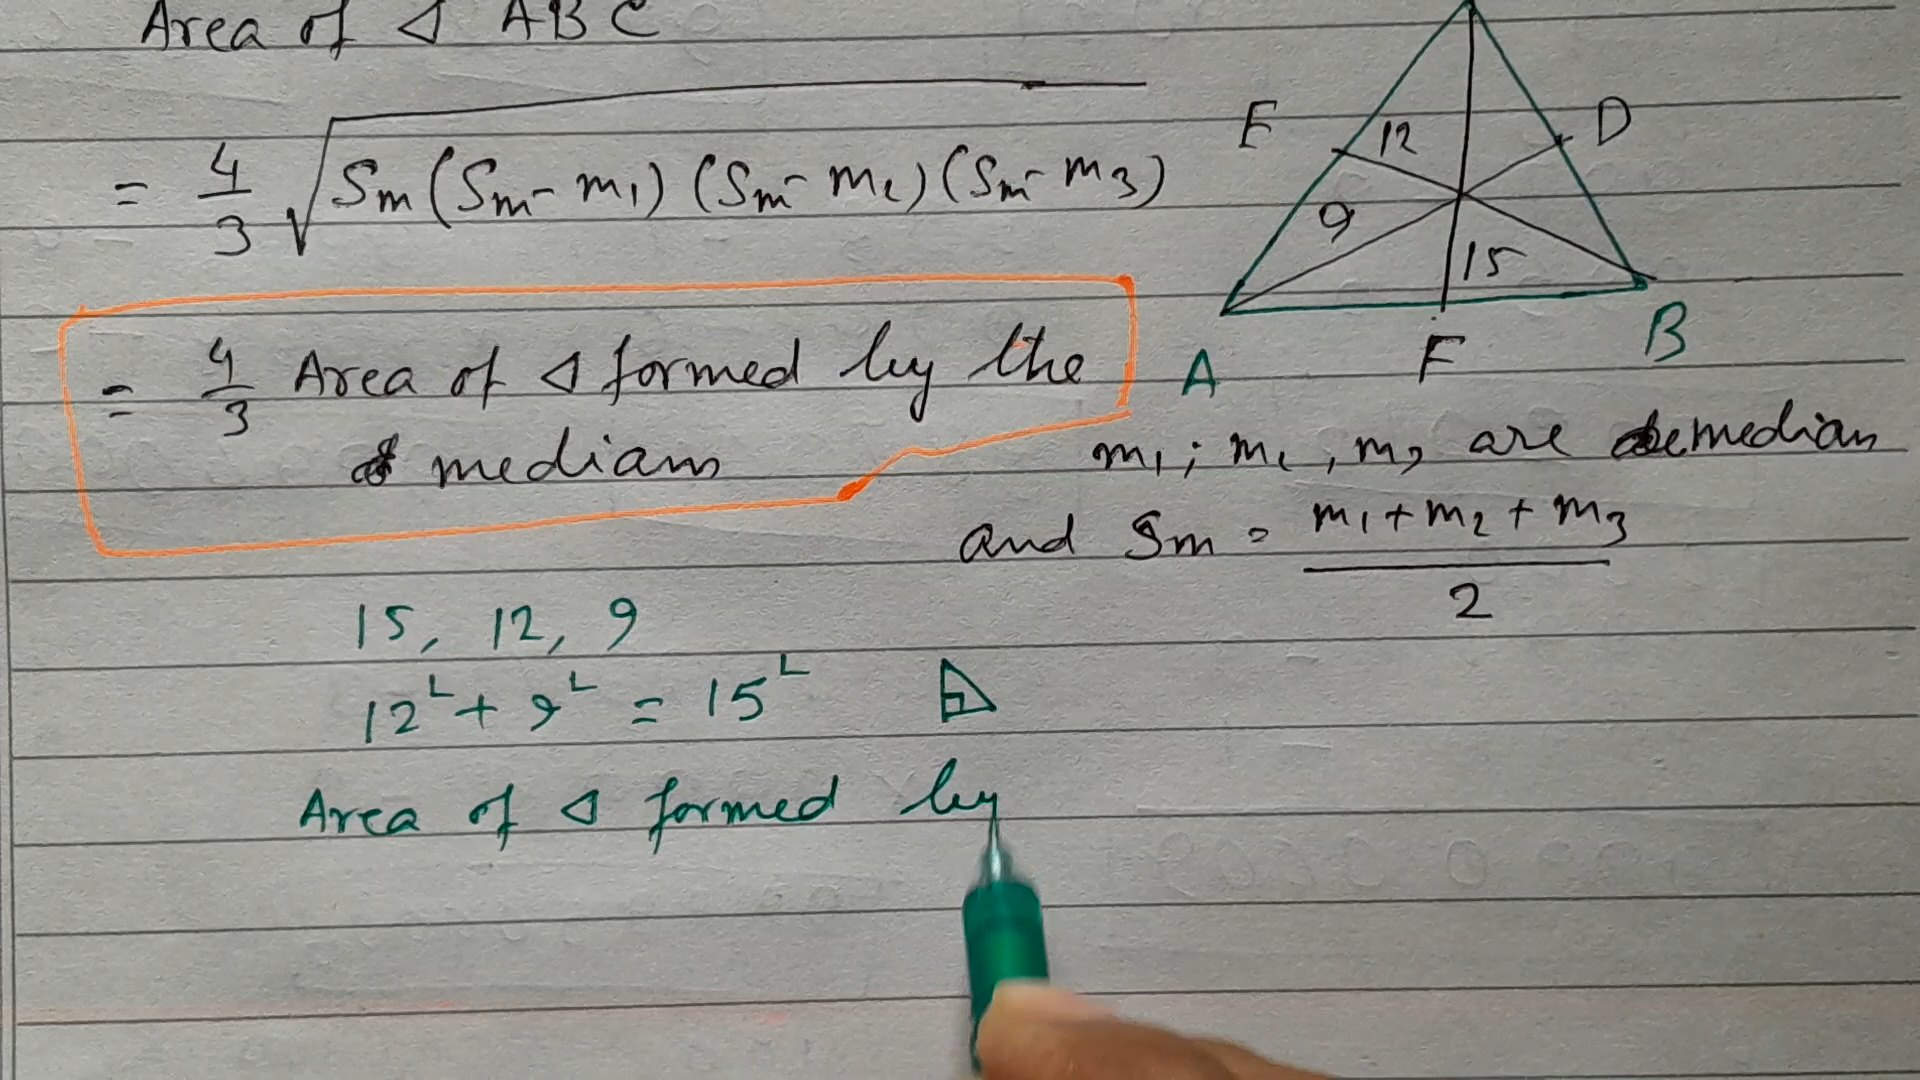 Area of △ ABC
= 4/3 √Sm(Sm-m1)(Sm-m2)(Sm-m3)
= 4/3 Area of △ formed by the
medians
E
12
D
9
15
A
F
B
m1; m2, m3 are median
and Sm = m1+m2+m3 / 2
15, 12, 9
12² + 9² = 15²
Area of △ formed by